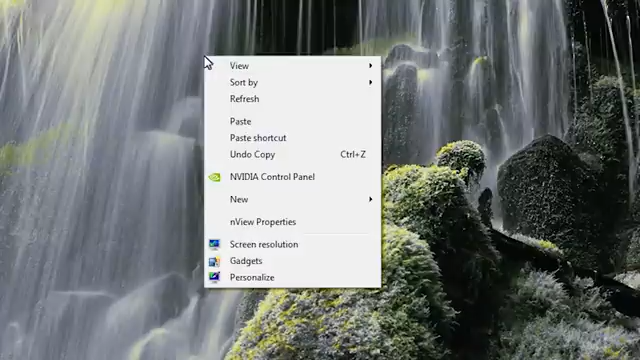 View
Sort by
Refresh
Paste
Paste shortcut
Undo Copy Ctrl+Z
NVIDIA Control Panel
New
nView Properties
Screen resolution
Gadgets
Personalize